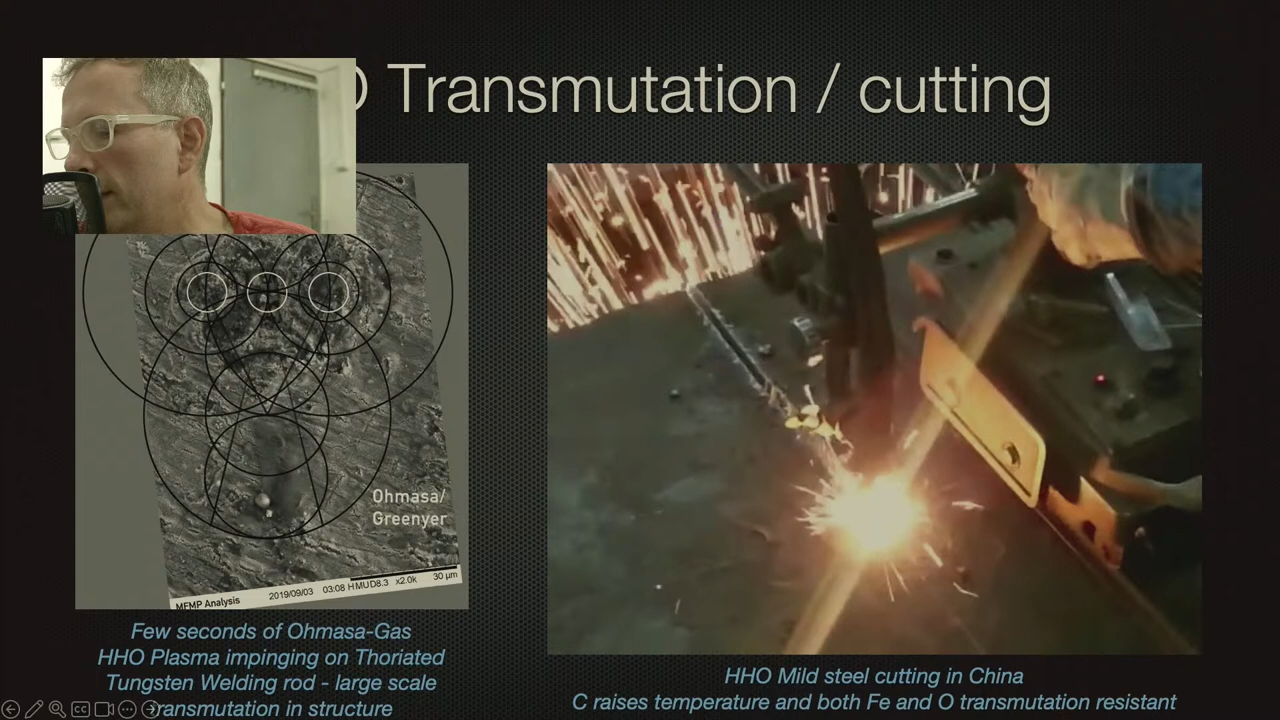 Transmutation / cutting
Ohmasa/
Greenyer
MFMP Analysis 2019/09/03 03:08 HMUD8.3 x2.0k 30 μm
Few seconds of Ohmasa-Gas
HHO Plasma impinging on Thoriated
Tungsten Welding rod - large scale
transmutation in structure
HHO Mild steel cutting in China
C raises temperature and both Fe and O transmutation resistant
CC